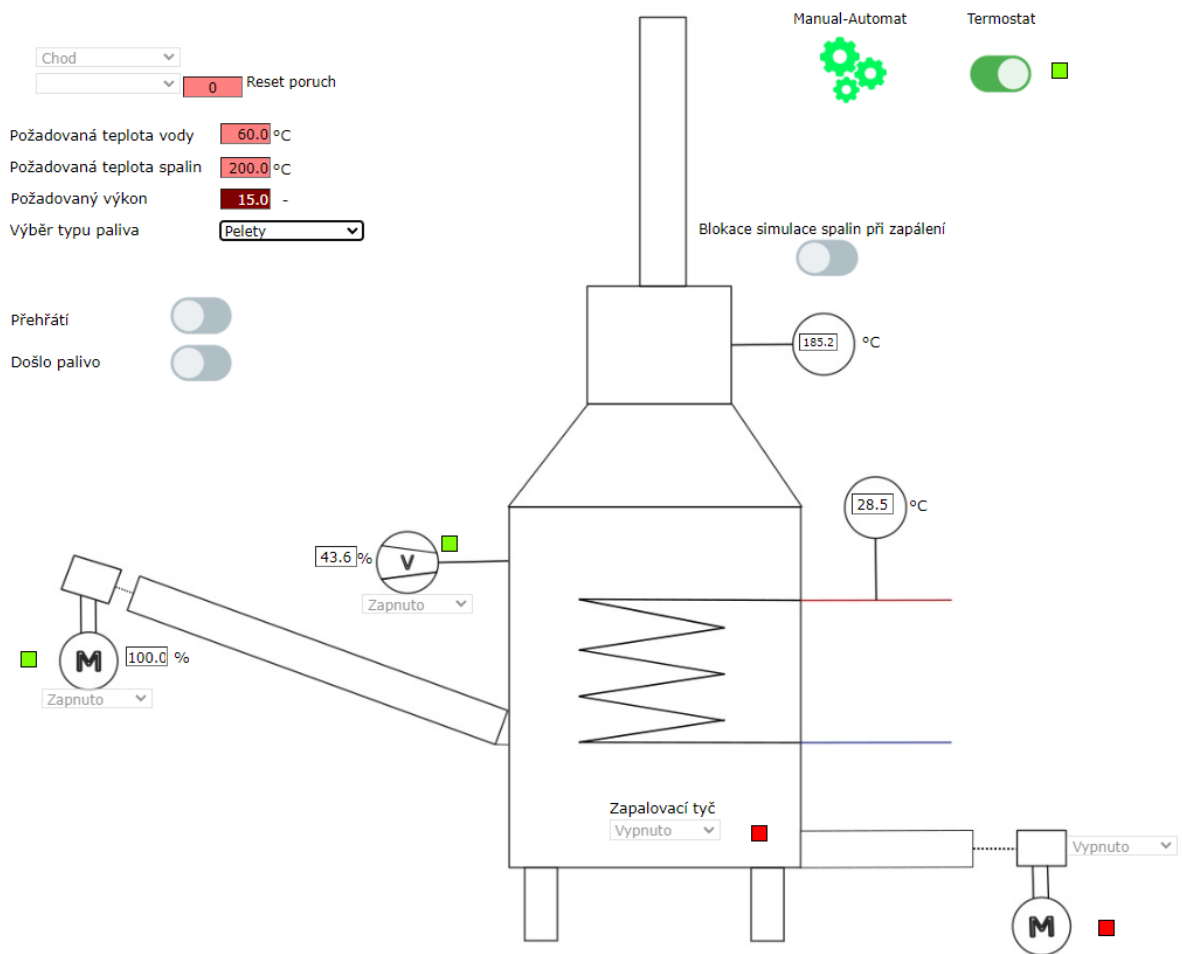 Manual-Automat
Termostat
Chod
0
Reset poruch
Požadovaná teplota vody
60.0 °C
Požadovaná teplota spalin
200.0 °C
Požadovaný výkon
15.0 -
Výběr typu paliva
Pelety
Blokace simulace spalin při zapálení
Přehřátí
Došlo palivo
185.2 °C
28.5 °C
43.6 %
V
Zapnuto
M
100.0 %
Zapnuto
Zapalovací tyč
Vypnuto
Vypnuto
M